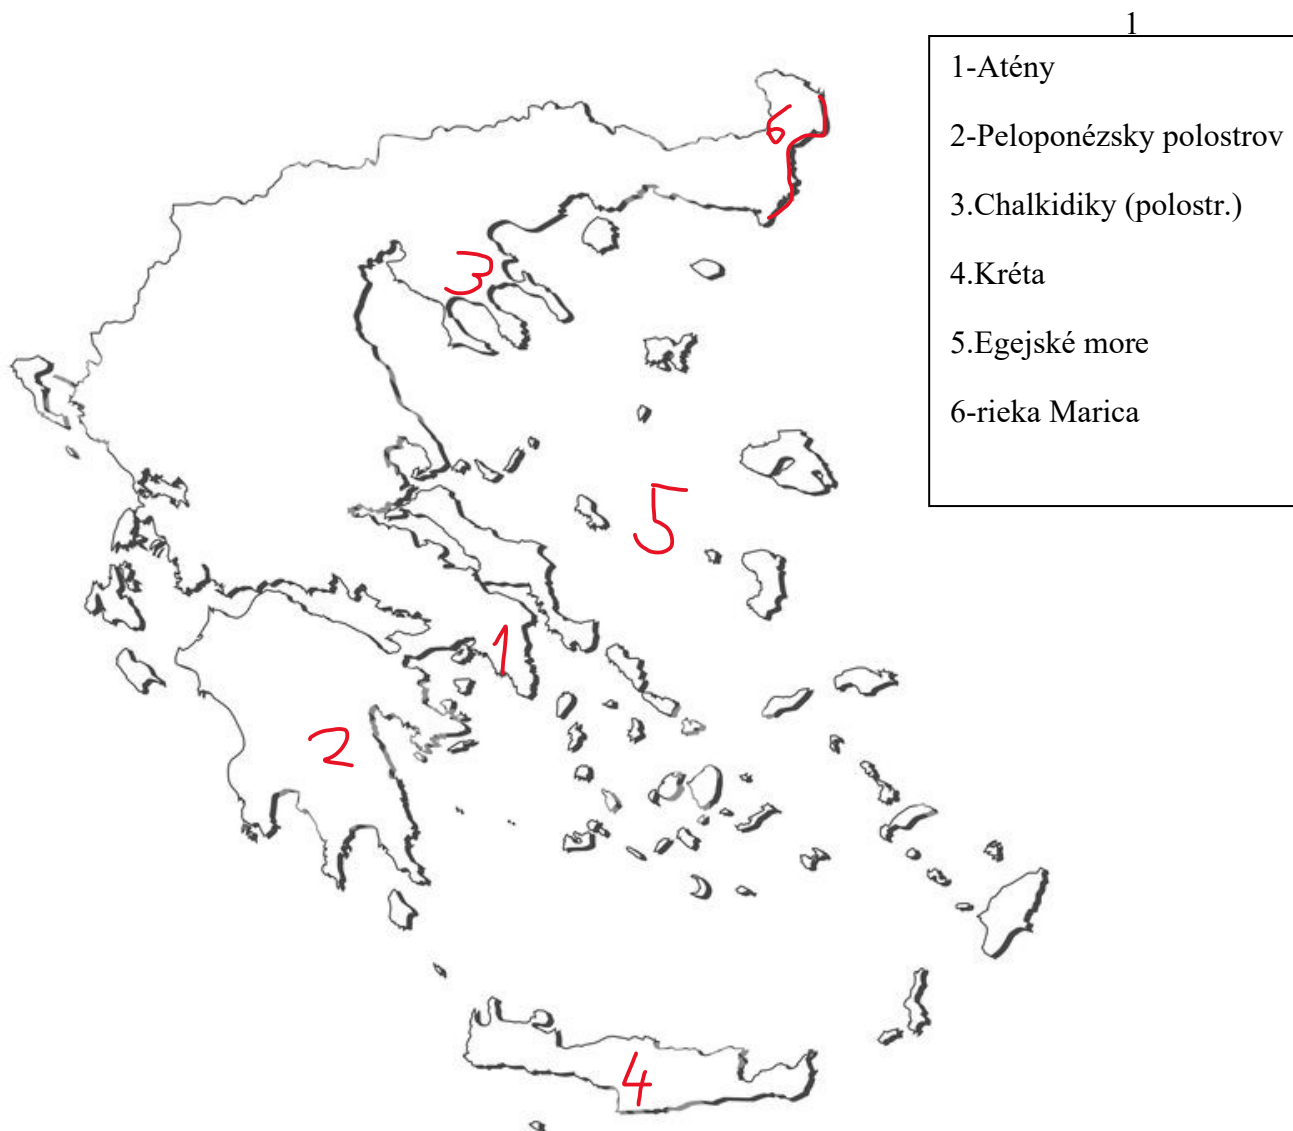 1
1-Atény
2-Peloponézsky polostrov
3.Chalkidiky (polostr.)
4.Kréta
5.Egejské more
6-rieka Marica
6
3
5
1
2
4